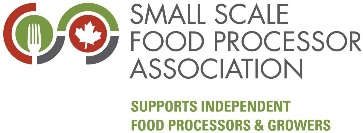 SMALL SCALE
FOOD PROCESSOR
ASSOCIATION
SUPPORTS INDEPENDENT
FOOD PROCESSORS & GROWERS